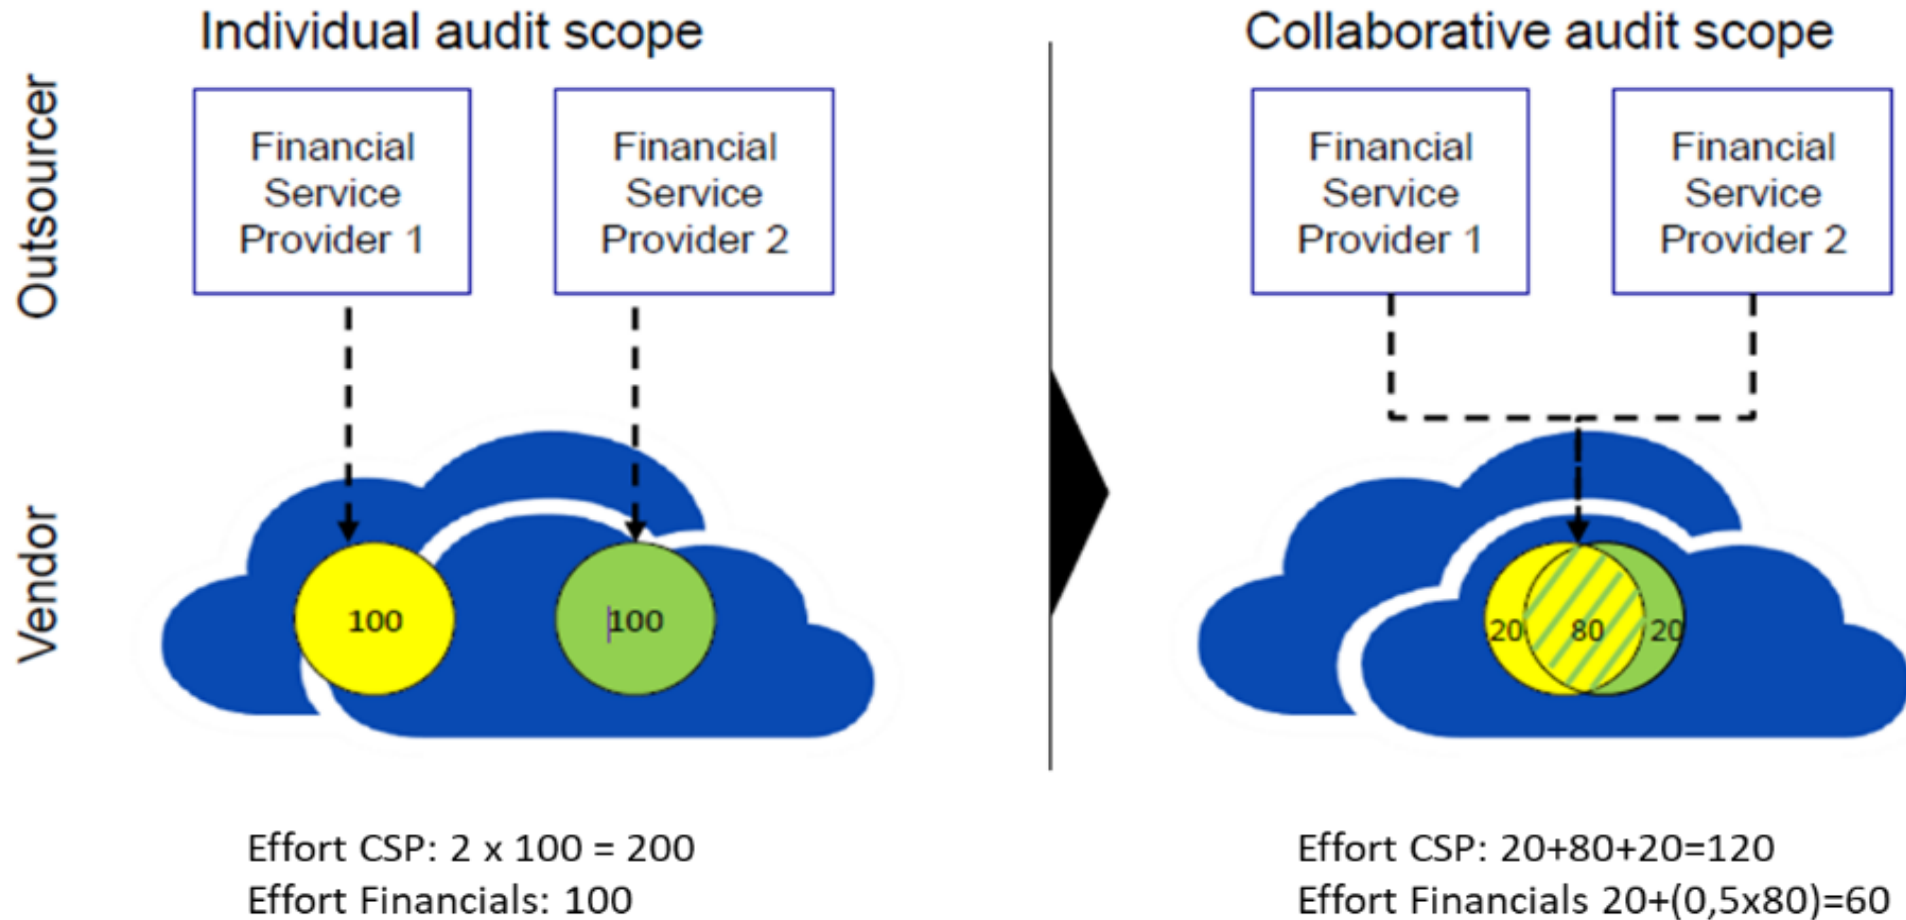 Individual audit scope
Collaborative audit scope
Outsourcer
Financial
Service
Provider 1
Financial
Service
Provider 2
Financial
Service
Provider 1
Financial
Service
Provider 2
Vendor
100
100
20
80
20
Effort CSP: 2 x 100 = 200
Effort Financials: 100
Effort CSP: 20+80+20=120
Effort Financials 20+(0,5x80)=60